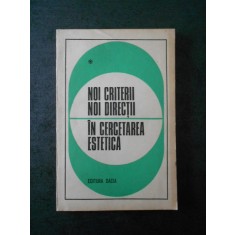 NOI CRITERII
NOI DIRECȚII
ÎN CERCETAREA
ESTETICĂ
EDITURA DACIA